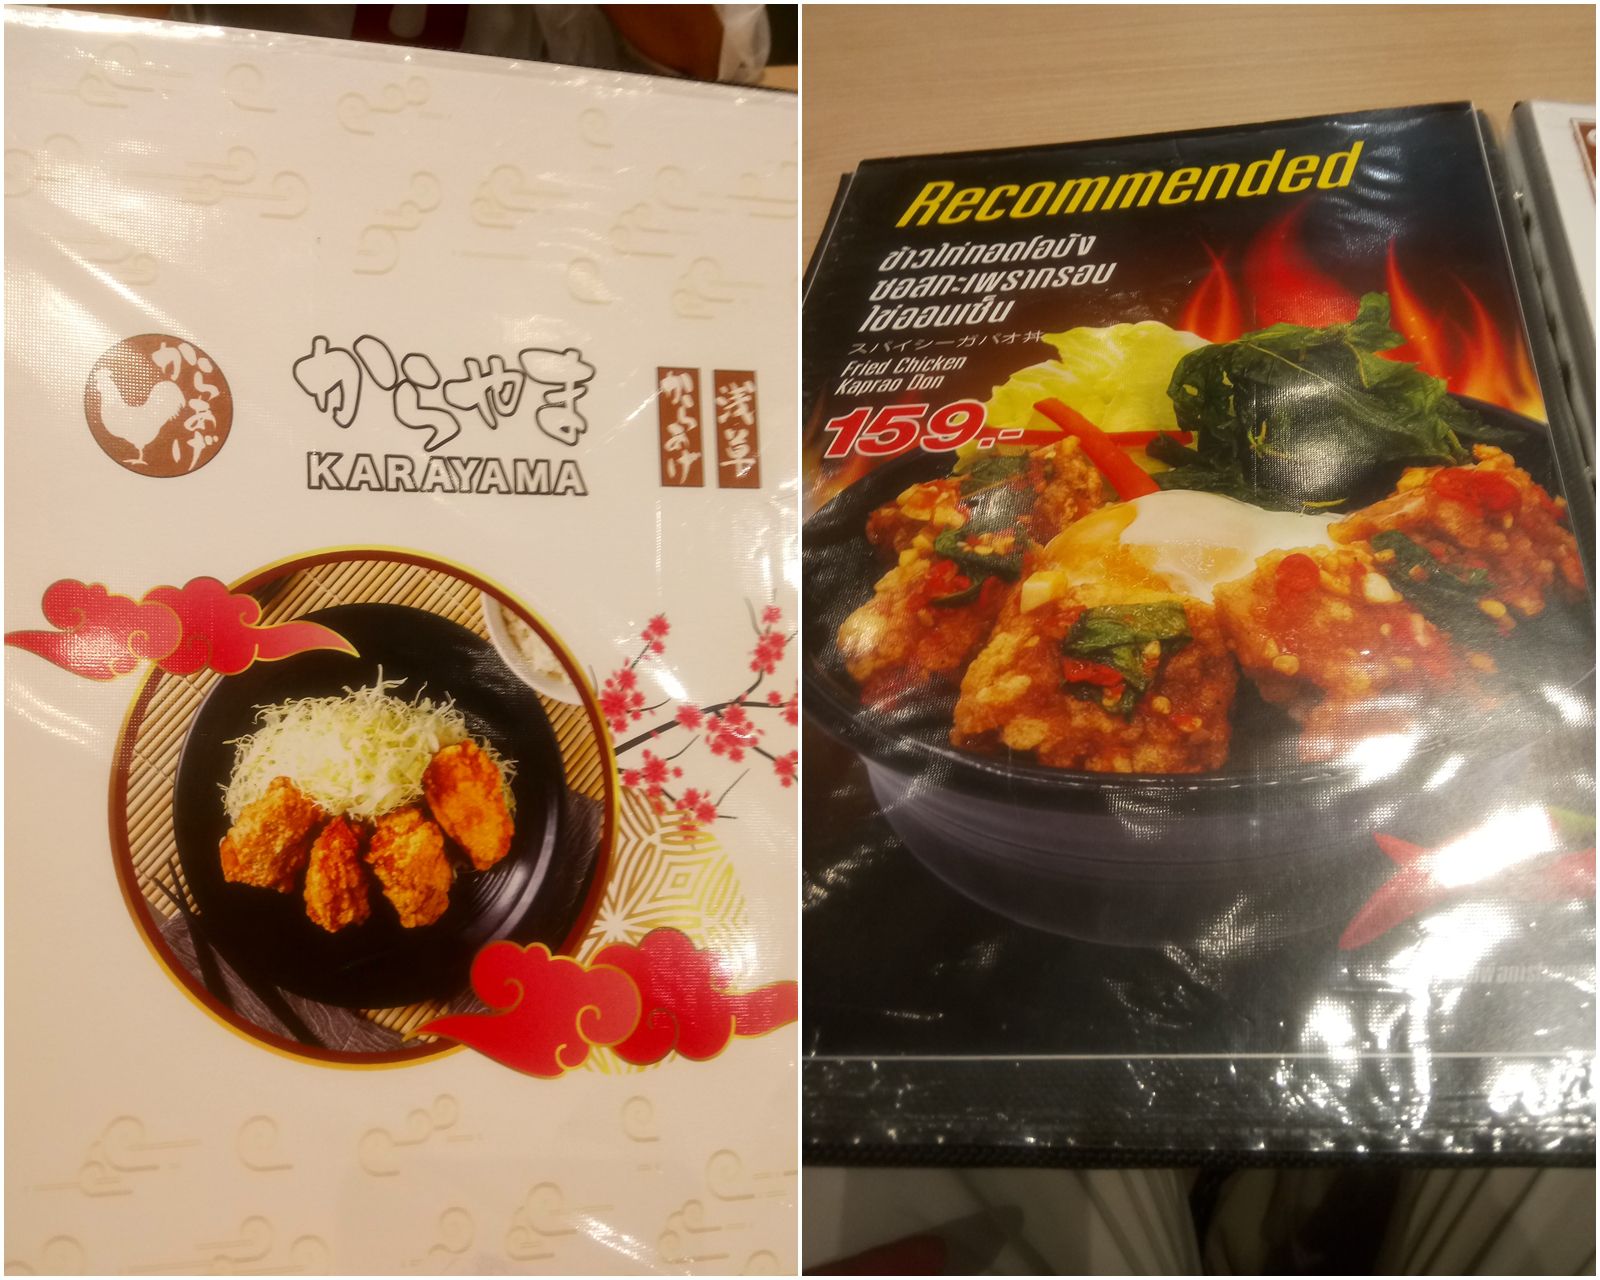 からあげ
からやま
KARAYAMA
浅草
からあげ
Recommended
ข้าวไก่ทอดโอบัง
ซอสกะเพรากรอบ
ไข่ออนเซ็น
スパイシーガパオ丼
Fried Chicken
Kaprao Don
159.-